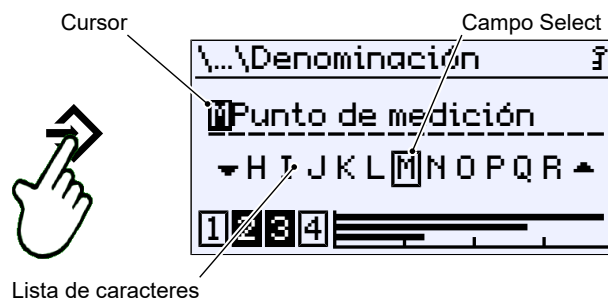 Cursor
Campo Select
\...\Denominación
MPunto de medición
H I J K L M N O P Q R
1 2 3 4
Lista de caracteres